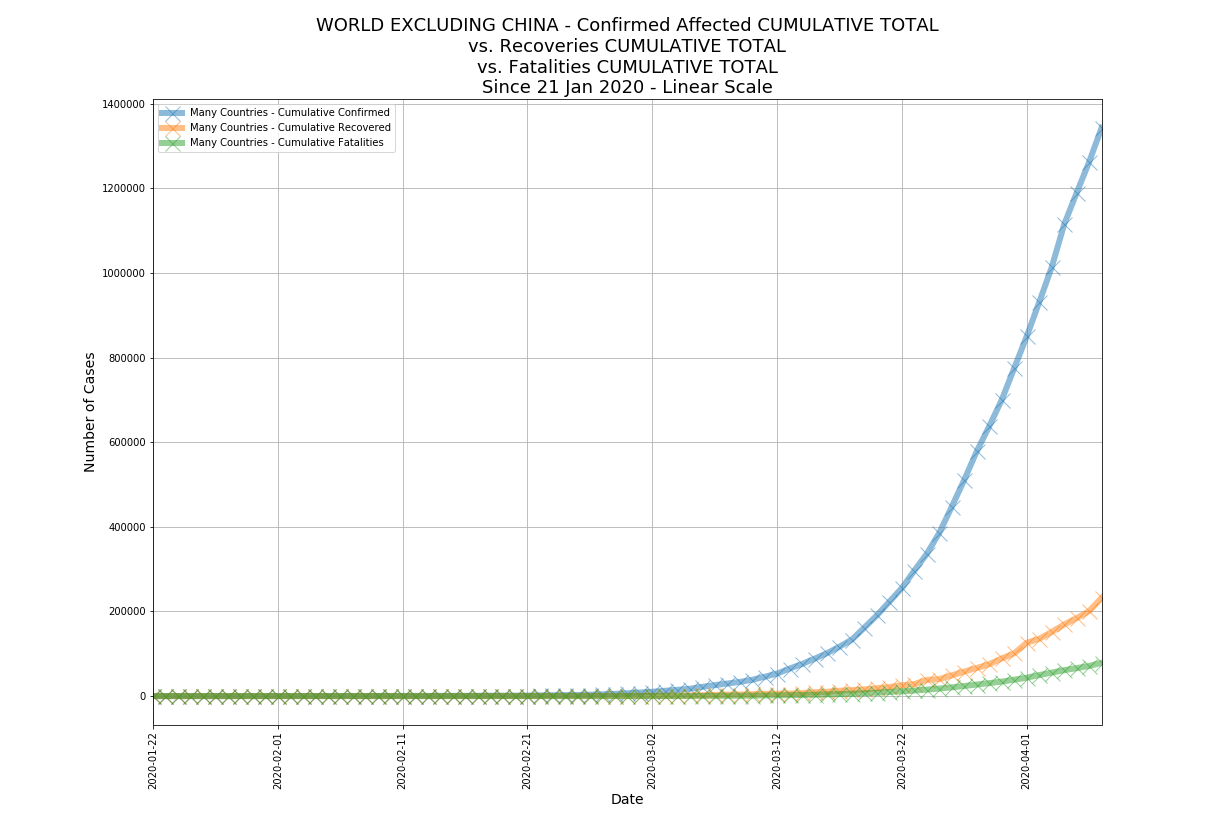 WORLD EXCLUDING CHINA - Confirmed Affected CUMULATIVE TOTAL
vs. Recoveries CUMULATIVE TOTAL
vs. Fatalities CUMULATIVE TOTAL
Since 21 Jan 2020 - Linear Scale
Many Countries - Cumulative Confirmed
Many Countries - Cumulative Recovered
Many Countries - Cumulative Fatalities
Number of Cases
1400000
1200000
1000000
800000
600000
400000
200000
0
2020-01-22
2020-02-01
2020-02-11
2020-02-21
2020-03-02
2020-03-12
2020-03-22
2020-04-01
Date